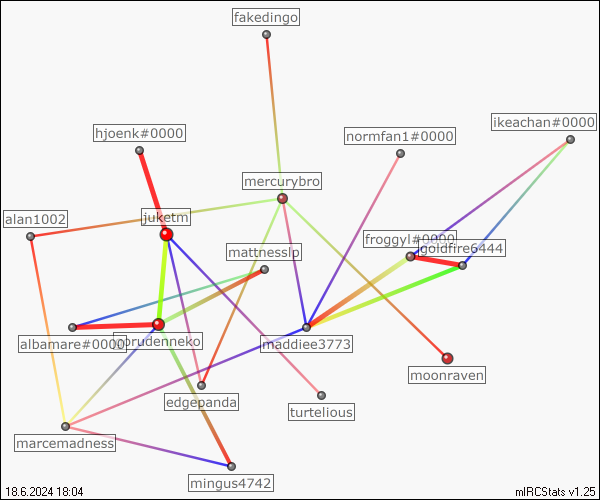 fakedingo
ikeachan#0000
hjoenk#0000
normfan1#0000
mercurybro
alan1002
juketm
froggyl#0000
goldfire6444
mattnesslp
albamare#0000
brudenneko
maddiee3773
moonraven
edgepanda
turtelious
marcemadness
mingus4742
18.6.2024 18:04
mIRCStats v1.25